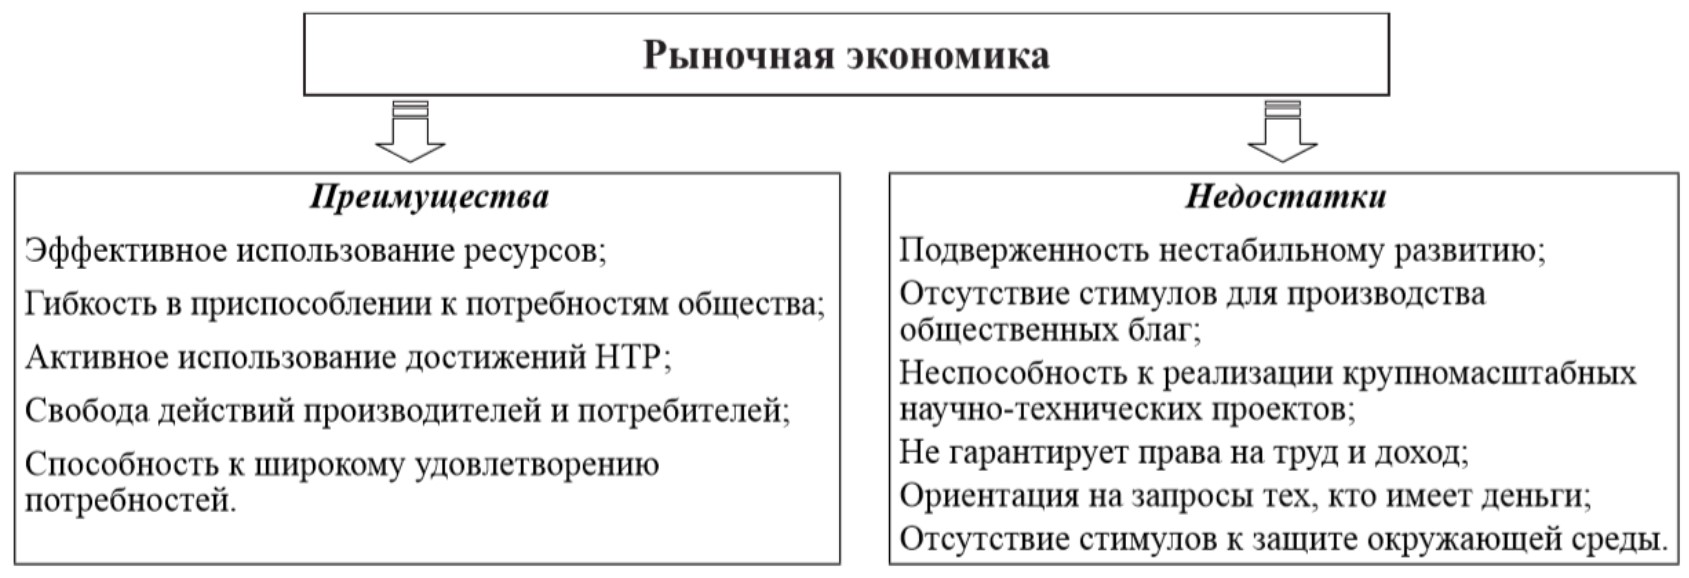 Рыночная экономика
Преимущества
Эффективное использование ресурсов;
Гибкость в приспособлении к потребностям общества;
Активное использование достижений НТР;
Свобода действий производителей и потребителей;
Способность к широкому удовлетворению
потребностей.
Недостатки
Подверженность нестабильному развитию;
Отсутствие стимулов для производства
общественных благ;
Неспособность к реализации крупномасштабных
научно-технических проектов;
Не гарантирует права на труд и доход;
Ориентация на запросы тех, кто имеет деньги;
Отсутствие стимулов к защите окружающей среды.